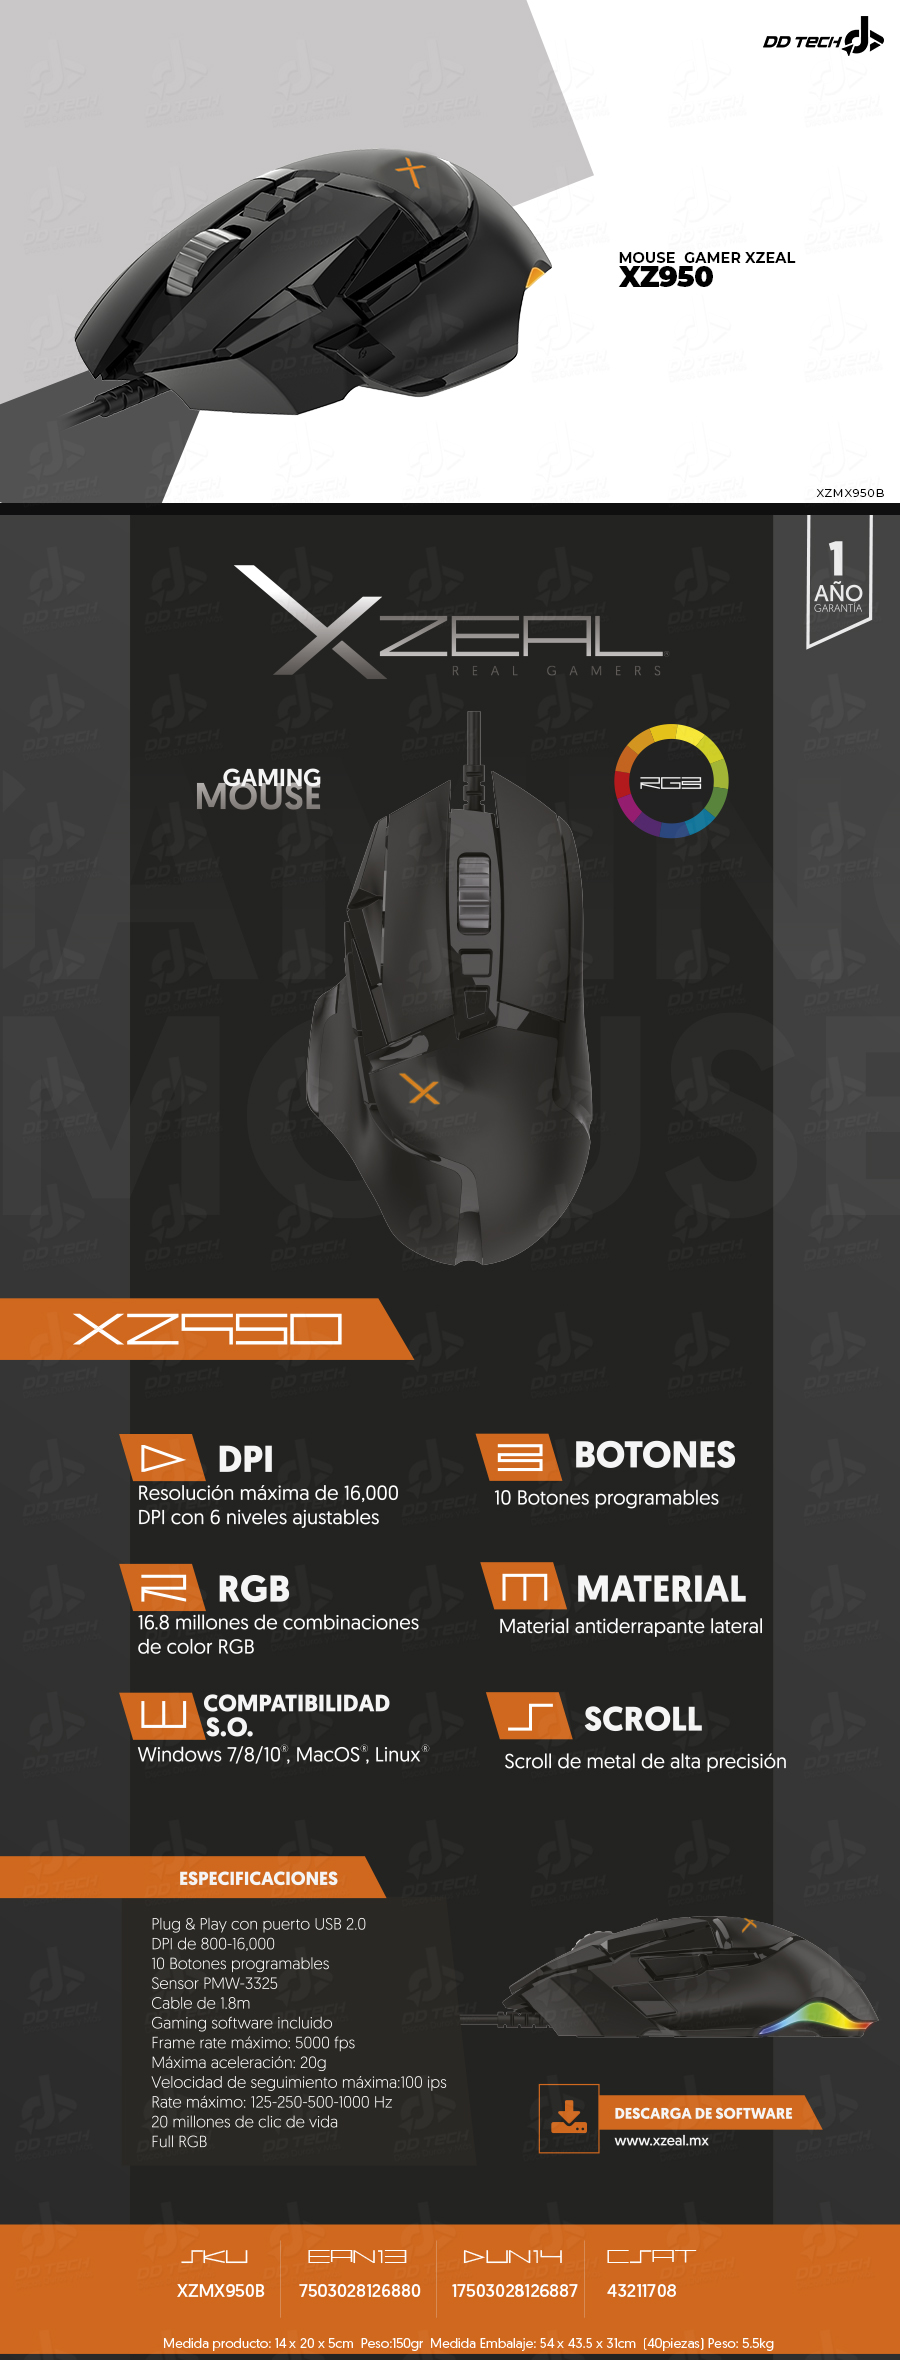 DD TECH
MOUSE GAMER XZEAL
XZ950
XZMX950B
1
AÑO
GARANTÍA
XZEAL
REAL GAMERS
GAMING
MOUSE
RGB
GAMING
MOUSE
XZ950
DPI
Resolución máxima de 16,000
DPI con 6 niveles ajustables
B BOTONES
10 Botones programables
R RGB
16.8 millones de combinaciones
de color RGB
M MATERIAL
Material antiderrapante lateral
COMPATIBILIDAD
S.O.
Windows 7/8/10®, MacOS®, Linux®
S SCROLL
Scroll de metal de alta precisión
ESPECIFICACIONES
Plug & Play con puerto USB 2.0
DPI de 800-16,000
10 Botones programables
Sensor PMW-3325
Cable de 1.8m
Gaming software incluido
Frame rate máximo: 5000 fps
Máxima aceleración: 20g
Velocidad de seguimiento máxima:100 ips
Rate máximo: 125-250-500-1000 Hz
20 millones de clic de vida
Full RGB
DESCARGA DE SOFTWARE
www.xzeal.mx
SKU EAN13 DUN14 CSAT
XZMX950B 7503028126880 17503028126887 43211708
Medida producto: 14 x 20 x 5cm Peso:150gr Medida Embalaje: 54 x 43.5 x 31cm (40piezas) Peso: 5.5kg